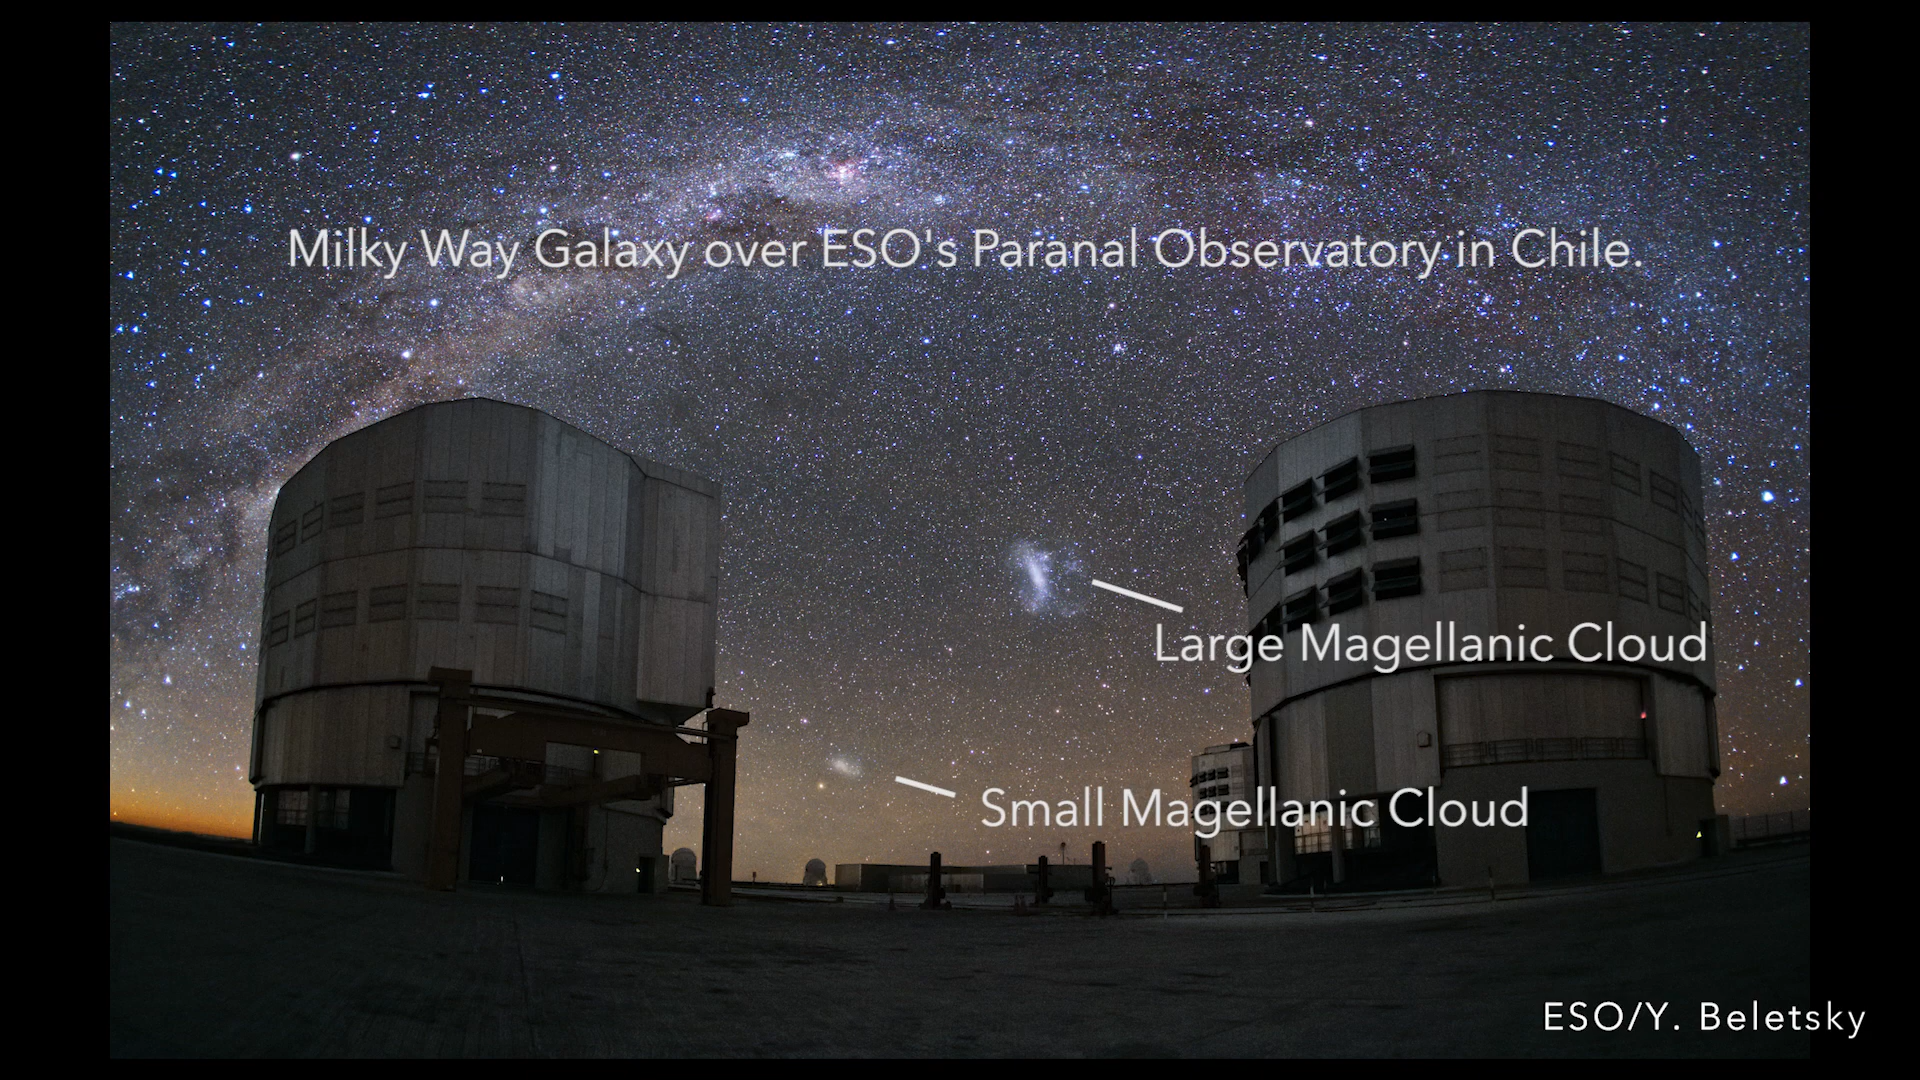 Milky Way Galaxy over ESO's Paranal Observatory in Chile.
Large Magellanic Cloud
Small Magellanic Cloud
ESO/Y. Beletsky